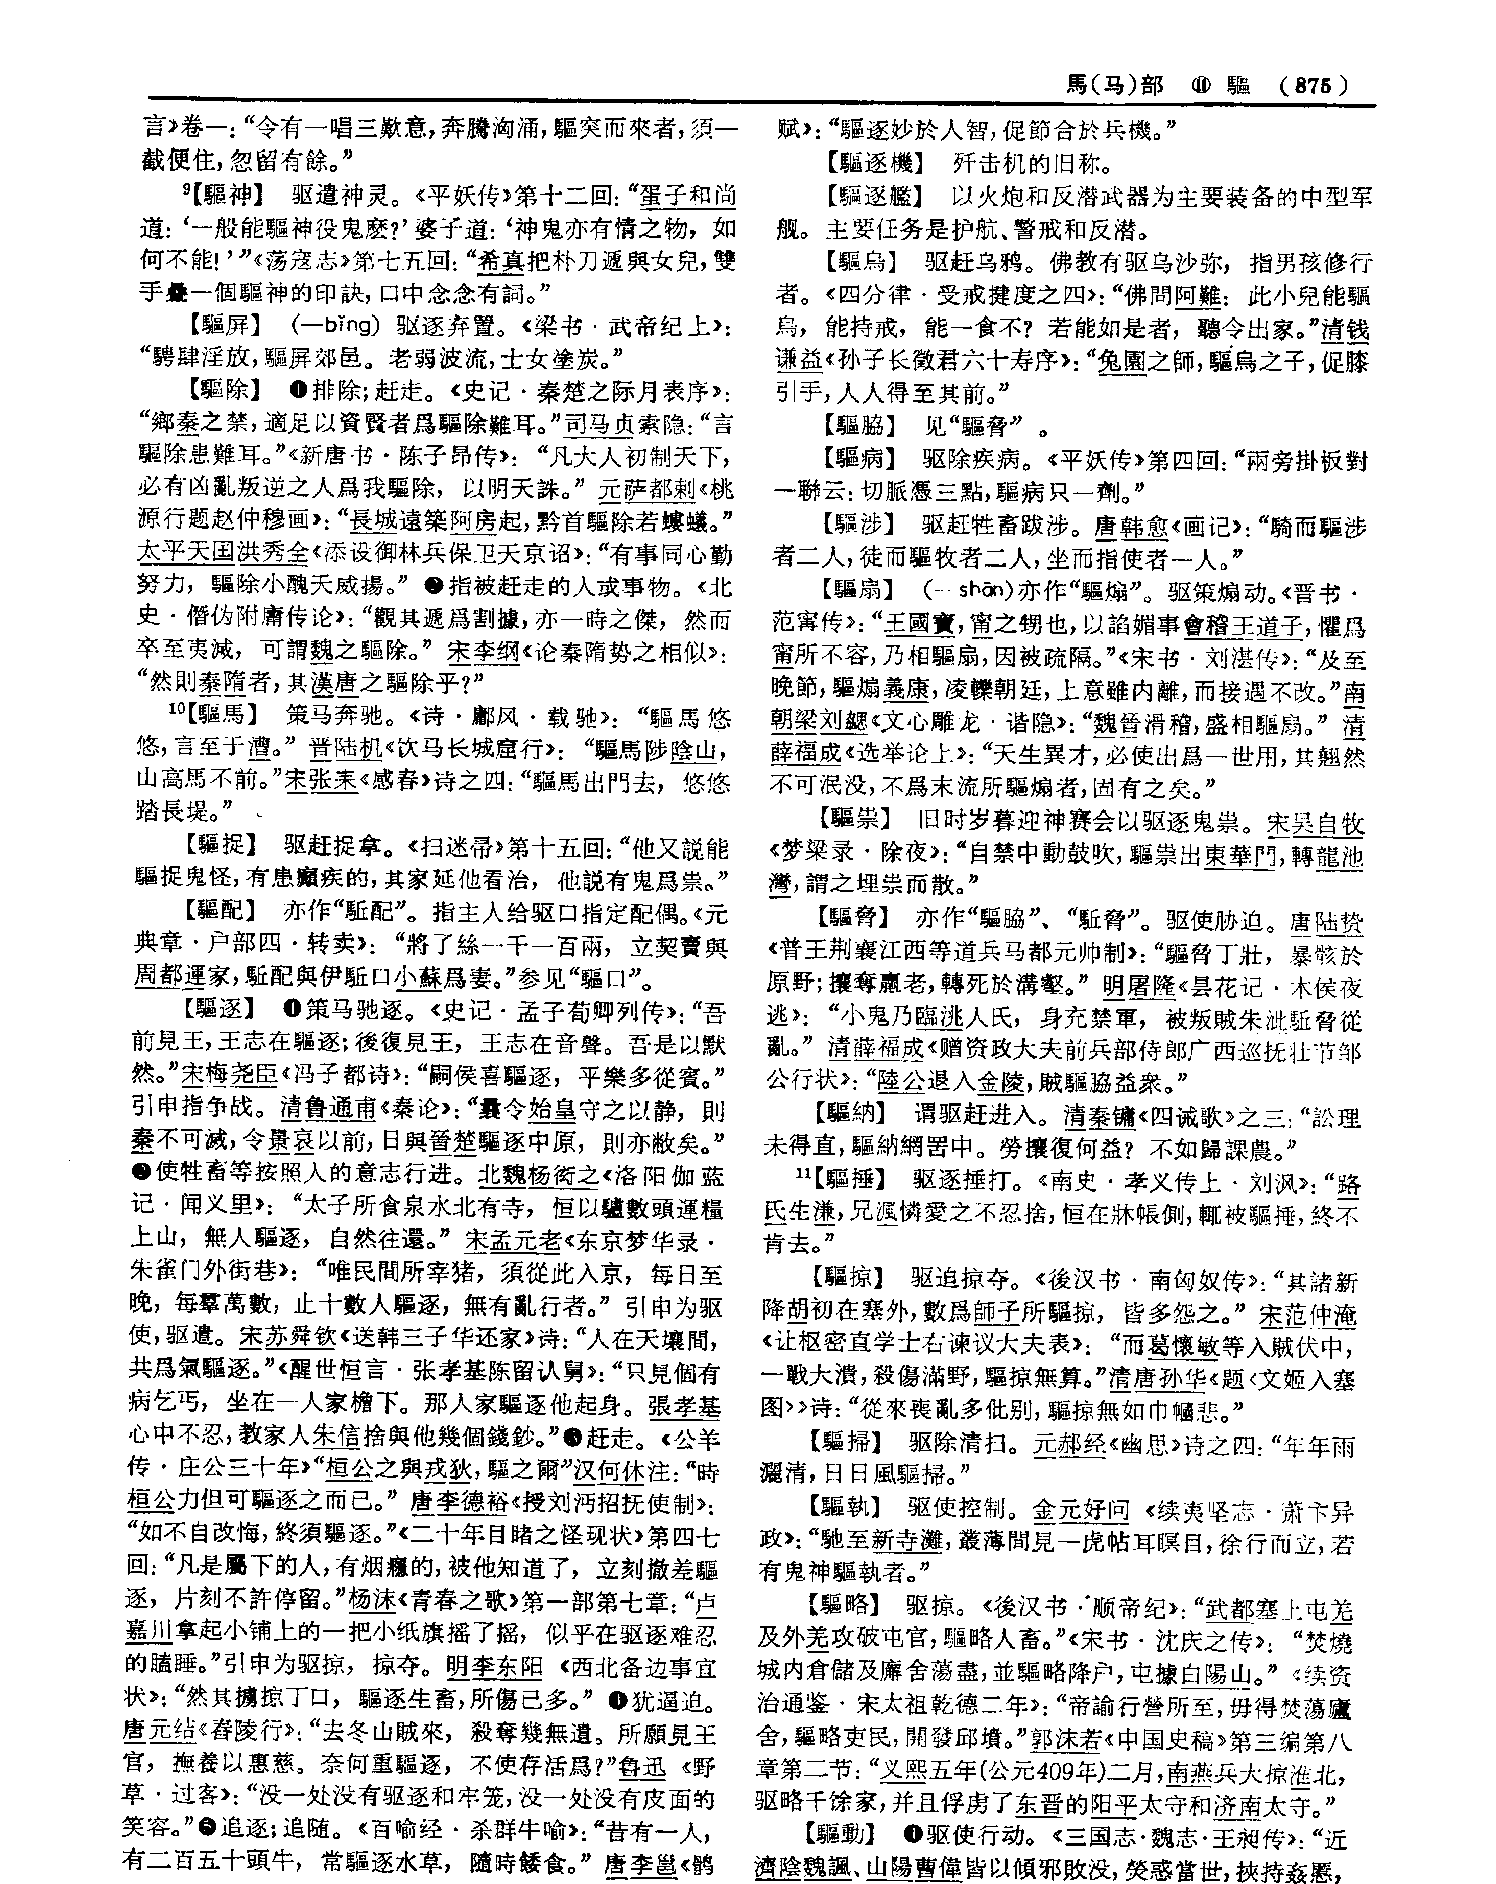 馬(马)部 ⑪ 驅 (875)
言》卷一：“令有一唱三歎意，奔騰洶涌，驅突而來者，須一
截便住，忽留有餘。”
⁹【驅神】 驱遣神灵。《平妖传》第十二回：“蛋子和尚
道：‘一般能驅神役鬼麽?’婆子道：‘神鬼亦有情之物，如
何不能!’”《荡寇志》第七五回：“希真把朴刀遞與女兒，雙
手疊一個驅神的印訣，口中念念有詞。”
【驅屏】 (—bǐng) 驱逐弃置。《梁书·武帝纪上》：
“騁肆淫放，驅屏郊邑。老弱波流，士女塗炭。”
【驅除】 ❶排除；赶走。《史记·秦楚之际月表序》：
“鄉秦之禁，適足以資賢者爲驅除難耳。”司马贞索隐：“言
驅除患難耳。”《新唐书·陈子昂传》：“凡大人初制天下，
必有凶亂叛逆之人爲我驅除，以明天誅。”元萨都剌《桃
源行题赵仲穆画》：“長城遠築阿房起，黔首驅除若螻蟻。”
太平天囯洪秀全《添设御林兵保卫天京诏》：“有事同心勤
努力，驅除小醜天威揚。”❷指被赶走的人或事物。《北
史·僭伪附庸传论》：“觀其遞爲割據，亦一時之傑，然而
卒至夷滅，可謂魏之驅除。”宋李纲《论秦隋势之相似》：
“然則秦隋者，其漢唐之驅除乎?”
¹⁰【驅馬】 策马奔驰。《诗·鄘风·载驰》：“驅馬悠
悠，言至于漕。”晋陆机《饮马长城窟行》：“驅馬陟陰山，
山高馬不前。”宋张耒《感春》诗之四：“驅馬出門去，悠悠
踏長堤。”
【驅捉】 驱赶捉拿。《扫迷帚》第十五回：“他又説能
驅捉鬼怪，有患癲疾的，其家延他看治，他説有鬼爲祟。”
【驅配】 亦作“駈配”。指主人给驱口指定配偶。《元
典章·户部四·转卖》：“將了絲一千一百兩，立契賣與
周都運家，駈配與伊駈口小蘇爲妻。”参见“驅口”。
【驅逐】 ❶策马驰逐。《史记·孟子荀卿列传》：“吾
前見王，王志在驅逐；後復見王，王志在音聲。吾是以默
然。”宋梅尧臣《冯子都诗》：“嗣侯喜驅逐，平樂多從賓。”
引申指争战。清鲁通甫《秦论》：“曩令始皇守之以静，則
秦不可滅，令景哀以前，日與晉楚驅逐中原，則亦敝矣。”
❷使牲畜等按照人的意志行进。北魏杨衒之《洛阳伽蓝
记·闻义里》：“太子所食泉水北有寺，恒以驢數頭運糧
上山，無人驅逐，自然往還。”宋孟元老《东京梦华录·
朱雀门外街巷》：“唯民間所宰猪，須從此入京，每日至
晚，每羣萬數，止十數人驅逐，無有亂行者。”引申为驱
使，驱遣。宋苏舜钦《送韩三子华还家》诗：“人在天壤間，
共爲氣驅逐。”《醒世恒言·张孝基陈留认舅》：“只見個有
病乞丐，坐在一人家檐下。那人家驅逐他起身。張孝基
心中不忍，教家人朱信捨與他幾個錢鈔。”❸赶走。《公羊
传·庄公三十年》“桓公之與戎狄，驅之爾”汉何休注：“時
桓公力但可驅逐之而已。”唐李德裕《授刘沔招抚使制》：
“如不自改悔，終須驅逐。”《二十年目睹之怪现状》第四七
回：“凡是屬下的人，有烟癮的，被他知道了，立刻撤差驅
逐，片刻不許停留。”杨沫《青春之歌》第一部第七章：“卢
嘉川拿起小铺上的一把小纸旗摇了摇，似乎在驱逐难忍
的瞌睡。”引申为驱掠，掠夺。明李东阳《西北备边事宜
状》：“然其擄掠丁口，驅逐生畜，所傷已多。”❹犹逼迫。
唐元结《舂陵行》：“去冬山賊來，殺奪幾無遺。所願見王
官，撫養以惠慈。奈何重驅逐，不使存活爲?”鲁迅《野
草·过客》：“没一处没有驱逐和牢笼，没一处没有皮面的
笑容。”❺追逐；追随。《百喻经·杀群牛喻》：“昔有一人，
有二百五十頭牛，常驅逐水草，隨時餧食。”唐李邕《鹘
赋》：“驅逐妙於人智，促節合於兵機。”
【驅逐機】 歼击机的旧称。
【驅逐艦】 以火炮和反潜武器为主要装备的中型军
舰。主要任务是护航、警戒和反潜。
【驅烏】 驱赶乌鸦。佛教有驱乌沙弥，指男孩修行
者。《四分律·受戒揵度之四》：“佛問阿難：此小兒能驅
烏，能持戒，能一食不? 若能如是者，聽令出家。”清钱
谦益《孙子长徵君六十寿序》：“兔園之師，驅烏之子，促膝
引手，人人得至其前。”
【驅脇】 见“驅脅”。
【驅病】 驱除疾病。《平妖传》第四回：“兩旁掛板對
一聯云：切脈憑三點，驅病只一劑。”
【驅涉】 驱赶牲畜跋涉。唐韩愈《画记》：“騎而驅涉
者二人，徒而驅牧者二人，坐而指使者一人。”
【驅扇】 (—shān)亦作“驅煽”。驱策煽动。《晋书·
范甯传》：“王國寶，甯之甥也，以諂媚事會稽王道子，懼爲
甯所不容，乃相驅扇，因被疏隔。”《宋书·刘湛传》：“及至
晚節，驅煽義康，凌轢朝廷，上意雖内離，而接遇不改。”南
朝梁刘勰《文心雕龙·谐隐》：“魏晉滑稽，盛相驅扇。”清
薛福成《选举论上》：“天生異才，必使出爲一世用，其翹然
不可泯没，不爲末流所驅煽者，固有之矣。”
【驅祟】 旧时岁暮迎神赛会以驱逐鬼祟。宋吴自牧
《梦粱录·除夜》：“自禁中動鼓吹，驅祟出東華門，轉龍池
灣，謂之埋祟而散。”
【驅脅】 亦作“驅脇”、“駈脅”。驱使胁迫。唐陆贽
《普王荆襄江西等道兵马都元帅制》：“驅脅丁壯，暴骸於
原野；攘奪羸老，轉死於溝壑。”明屠隆《昙花记·木侯夜
逃》：“小鬼乃臨洮人氏，身充禁軍，被叛賊朱泚駈脅從
亂。”清薛福成《赠资政大夫前兵部侍郎广西巡抚壮节邹
公行状》：“陸公退入金陵，賊驅脇益衆。”
【驅納】 谓驱赶进入。清秦镛《四诫歌》之三：“訟理
未得直，驅納網罟中。勞攘復何益? 不如歸課農。”
¹¹【驅捶】 驱逐捶打。《南史·孝义传上·刘沨》：“路
氏生溓，兄渢憐愛之不忍捨，恒在牀帳側，輒被驅捶，終不
肯去。”
【驅掠】 驱迫掠夺。《後汉书·南匈奴传》：“其諸新
降胡初在塞外，數爲師子所驅掠，皆多怨之。”宋范仲淹
《让枢密直学士右谏议大夫表》：“而葛懷敏等入賊伏中，
一戰大潰，殺傷滿野，驅掠無算。”清唐孙华《题〈文姬入塞
图〉》诗：“從來喪亂多仳别，驅掠無如巾幗悲。”
【驅掃】 驱除清扫。元郝经《幽思》诗之四：“年年雨
灑清，日日風驅掃。”
【驅執】 驱使控制。金元好问《续夷坚志·萧卞异
政》：“馳至新寺灘，叢薄間見一虎帖耳瞑目，徐行而立，若
有鬼神驅執者。”
【驅略】 驱掠。《後汉书·顺帝纪》：“武都塞上屯羌
及外羌攻破屯官，驅略人畜。”《宋书·沈庆之传》：“焚燒
城内倉儲及廨舍蕩盡，並驅略降户，屯據白陽山。”《续资
治通鉴·宋太祖乾德二年》：“帝諭行營所至，毋得焚蕩廬
舍，驅略吏民，開發邱墳。”郭沫若《中国史稿》第三编第八
章第二节：“义熙五年(公元409年)二月，南燕兵大掠淮北，
驱略千馀家，并且俘虏了东晋的阳平太守和济南太守。”
【驅動】 ❶驱使行动。《三国志·魏志·王昶传》：“近
濟陰魏諷、山陽曹偉皆以傾邪敗没，熒惑當世，挾持姦慝，